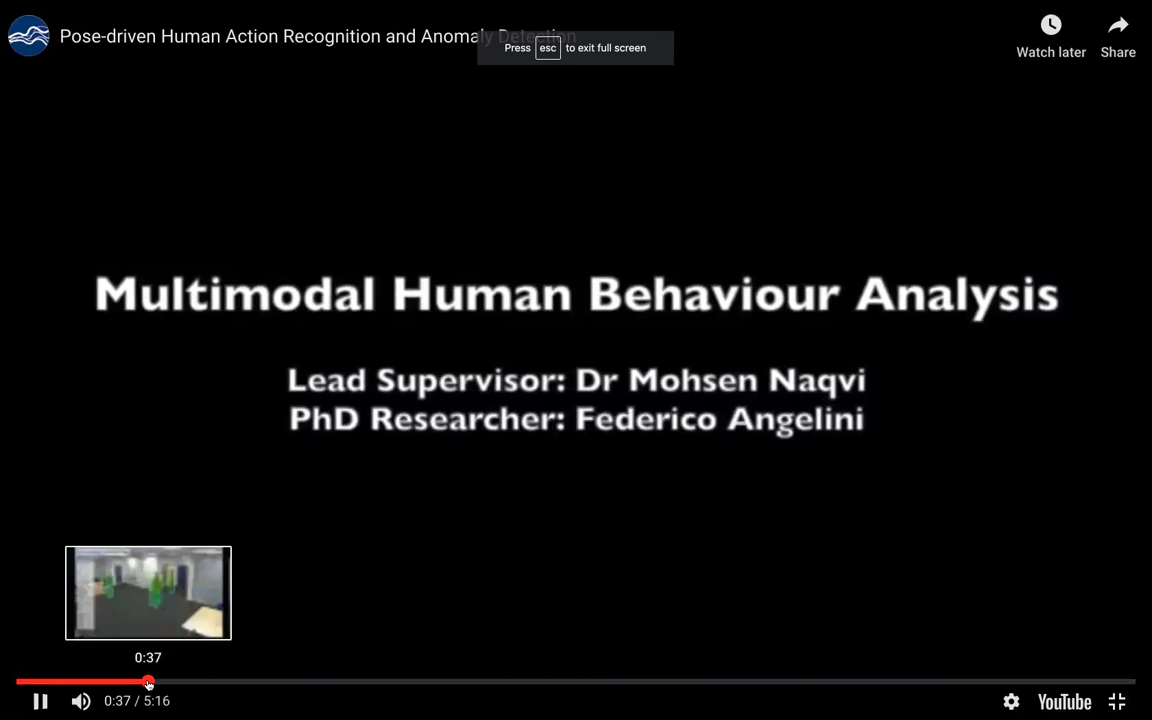 Pose-driven Human Action Recognition and Anomaly Detection
Press esc to exit full screen
Watch later
Share
Multimodal Human Behaviour Analysis
Lead Supervisor: Dr Mohsen Naqvi
PhD Researcher: Federico Angelini
0:37
0:37 / 5:16
YouTube